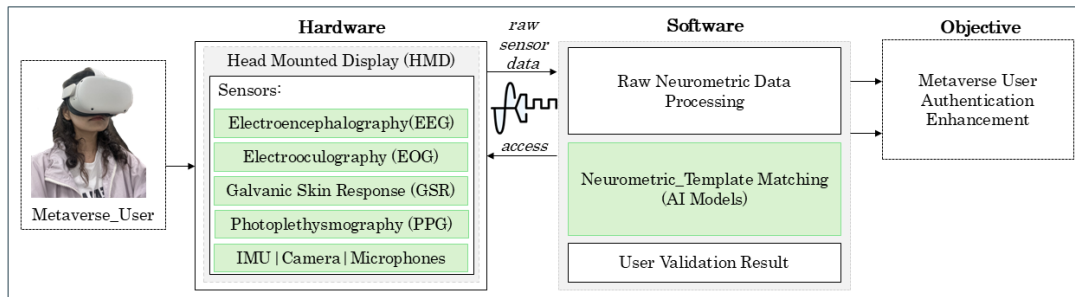 Metaverse_User
Hardware
Head Mounted Display (HMD)
Sensors:
Electroencephalography(EEG)
Electrooculography (EOG)
Galvanic Skin Response (GSR)
Photoplethysmography (PPG)
IMU|Camera|Microphones
raw
sensor
data
access
Software
Raw Neurometric Data
Processing
Neurometric_Template Matching
(AI Models)
User Validation Result
Objective
Metaverse User
Authentication
Enhancement